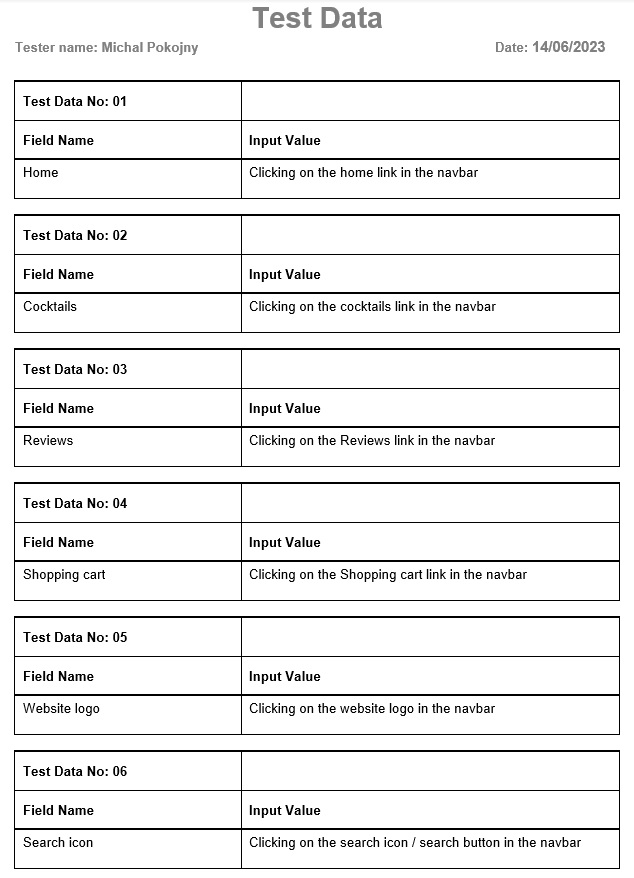 Test Data
Tester name: Michal Pokojny Date: 14/06/2023
Test Data No: 01
Field Name Input Value
Home Clicking on the home link in the navbar
Test Data No: 02
Field Name Input Value
Cocktails Clicking on the cocktails link in the navbar
Test Data No: 03
Field Name Input Value
Reviews Clicking on the Reviews link in the navbar
Test Data No: 04
Field Name Input Value
Shopping cart Clicking on the Shopping cart link in the navbar
Test Data No: 05
Field Name Input Value
Website logo Clicking on the website logo in the navbar
Test Data No: 06
Field Name Input Value
Search icon Clicking on the search icon / search button in the navbar